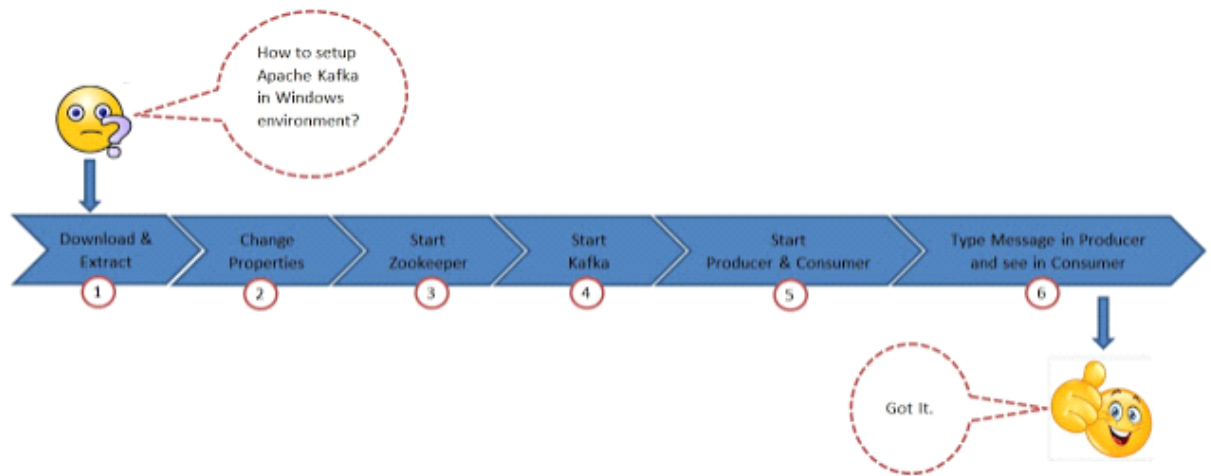 How to setup
Apache Kafka
in Windows
environment?
Download &
Extract
1
Change
Properties
2
Start
Zookeeper
3
Start
Kafka
4
Start
Producer & Consumer
5
Type Message in Producer
and see in Consumer
6
Got It.